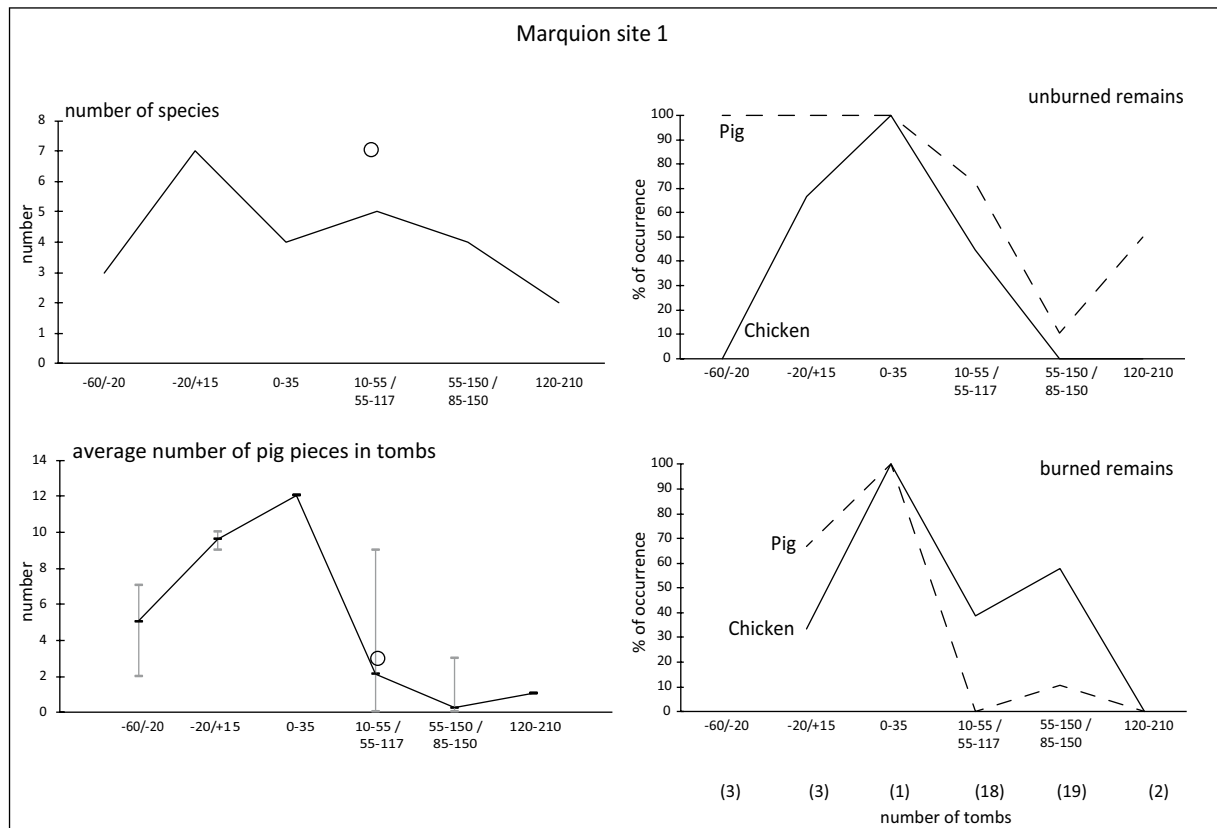 Marquion site 1
number of species
8
7
6
5
4
3
2
1
0
number
-60/-20 -20/+15 0-35 10-55 / 55-150 / 120-210
55-117 85-150
unburned remains
100
90
80
70
60
50
40
30
20
10
0
% of occurrence
Pig
Chicken
-60/-20 -20/+15 0-35 10-55 / 55-150 / 120-210
55-117 85-150
average number of pig pieces in tombs
14
12
10
8
6
4
2
0
number
-60/-20 -20/+15 0-35 10-55 / 55-150 / 120-210
55-117 85-150
burned remains
100
90
80
70
60
50
40
30
20
10
0
% of occurrence
Pig
Chicken
-60/-20 -20/+15 0-35 10-55 / 55-150 / 120-210
55-117 85-150
(3) (3) (1) (18) (19) (2)
number of tombs